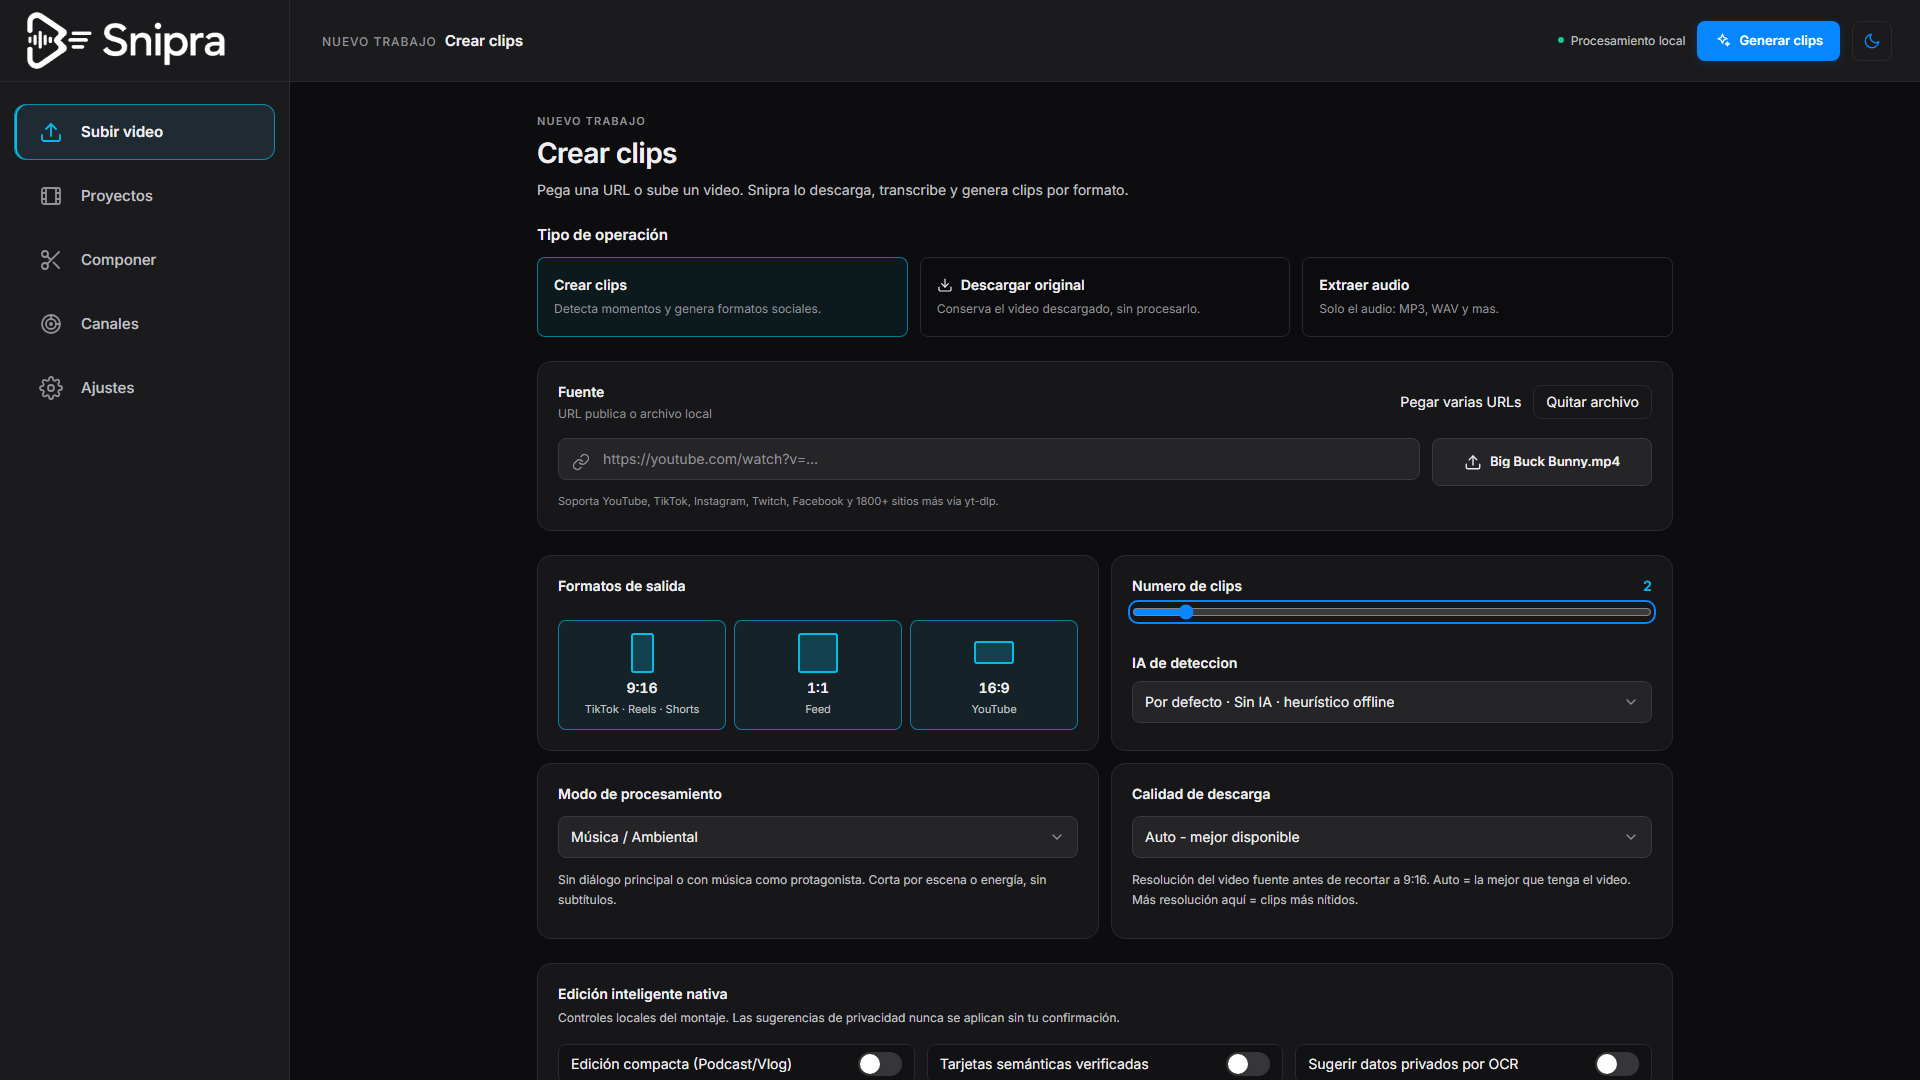 Snipra
NUEVO TRABAJO Crear clips
Procesamiento local
Generar clips
Subir video
Proyectos
Componer
Canales
Ajustes
NUEVO TRABAJO
Crear clips
Pega una URL o sube un video. Snipra lo descarga, transcribe y genera clips por formato.
Tipo de operación
Crear clips
Detecta momentos y genera formatos sociales.
Descargar original
Conserva el video descargado, sin procesarlo.
Extraer audio
Solo el audio: MP3, WAV y mas.
Fuente
URL publica o archivo local
Pegar varias URLs
Quitar archivo
https://youtube.com/watch?v=...
Big Buck Bunny.mp4
Soporta YouTube, TikTok, Instagram, Twitch, Facebook y 1800+ sitios más vía yt-dlp.
Formatos de salida
9:16
TikTok · Reels · Shorts
1:1
Feed
16:9
YouTube
Numero de clips
2
IA de deteccion
Por defecto · Sin IA · heurístico offline
Modo de procesamiento
Música / Ambiental
Sin diálogo principal o con música como protagonista. Corta por escena o energía, sin
subtítulos.
Calidad de descarga
Auto - mejor disponible
Resolución del video fuente antes de recortar a 9:16. Auto = la mejor que tenga el video.
Más resolución aquí = clips más nítidos.
Edición inteligente nativa
Controles locales del montaje. Las sugerencias de privacidad nunca se aplican sin tu confirmación.
Edición compacta (Podcast/Vlog)
Tarjetas semánticas verificadas
Sugerir datos privados por OCR